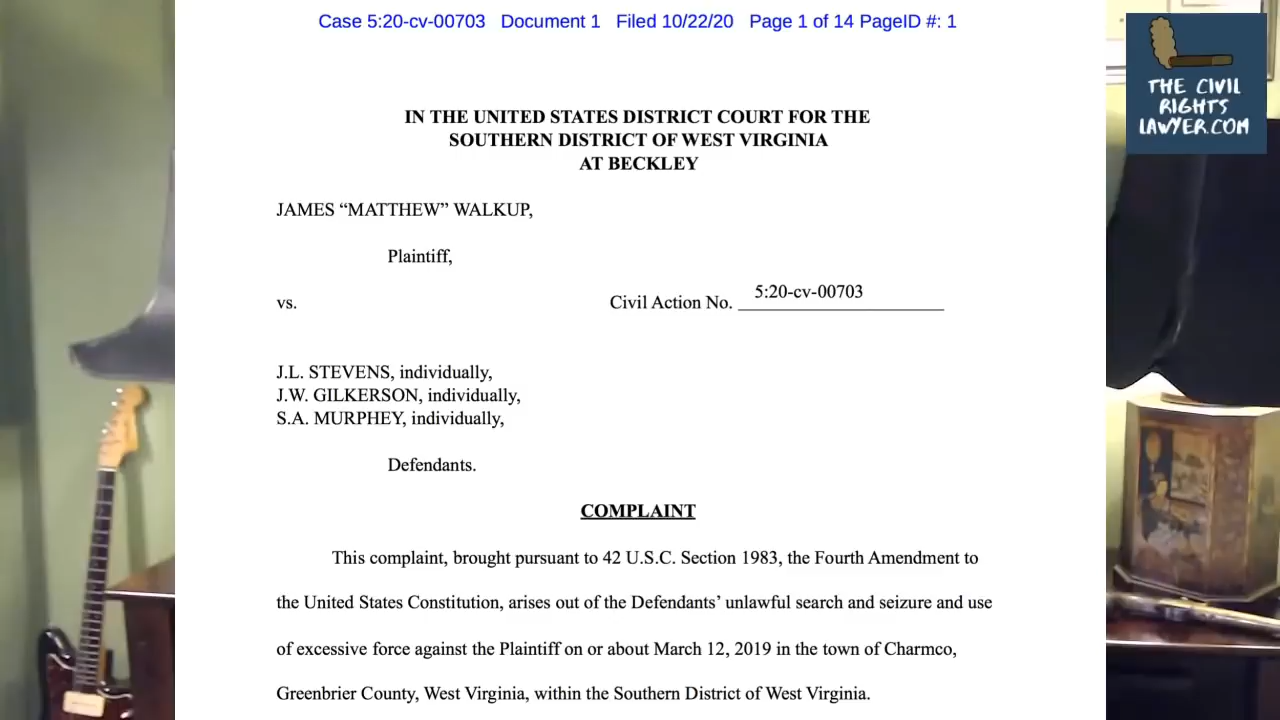 Case 5:20-cv-00703 Document 1 Filed 10/22/20 Page 1 of 14 PageID #: 1
THE CIVIL
RIGHTS
LAWYER.COM
IN THE UNITED STATES DISTRICT COURT FOR THE
SOUTHERN DISTRICT OF WEST VIRGINIA
AT BECKLEY
JAMES “MATTHEW” WALKUP,
Plaintiff,
vs.
Civil Action No. 5:20-cv-00703
J.L. STEVENS, individually,
J.W. GILKERSON, individually,
S.A. MURPHEY, individually,
Defendants.
COMPLAINT
This complaint, brought pursuant to 42 U.S.C. Section 1983, the Fourth Amendment to
the United States Constitution, arises out of the Defendants’ unlawful search and seizure and use
of excessive force against the Plaintiff on or about March 12, 2019 in the town of Charmco,
Greenbrier County, West Virginia, within the Southern District of West Virginia.